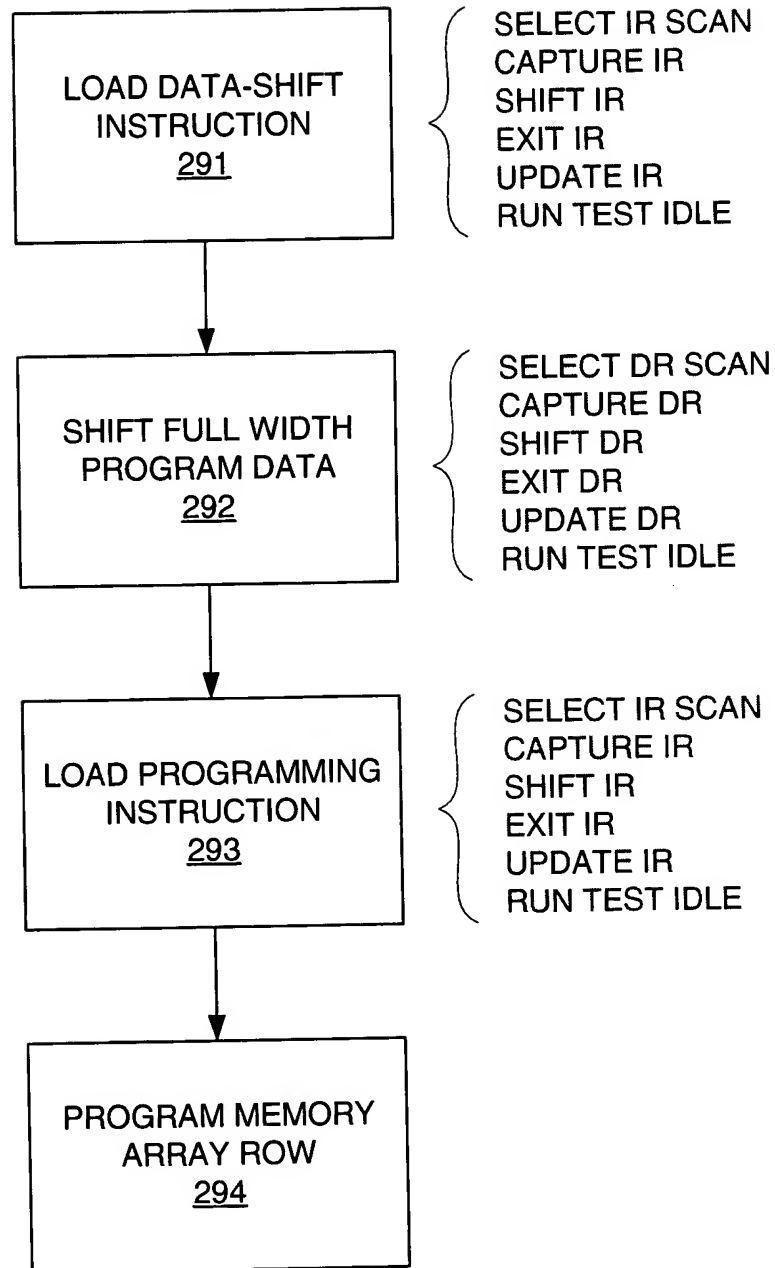 LOAD DATA-SHIFT
INSTRUCTION
291
SELECT IR SCAN
CAPTURE IR
SHIFT IR
EXIT IR
UPDATE IR
RUN TEST IDLE
SHIFT FULL WIDTH
PROGRAM DATA
292
SELECT DR SCAN
CAPTURE DR
SHIFT DR
EXIT DR
UPDATE DR
RUN TEST IDLE
LOAD PROGRAMMING
INSTRUCTION
293
SELECT IR SCAN
CAPTURE IR
SHIFT IR
EXIT IR
UPDATE IR
RUN TEST IDLE
PROGRAM MEMORY
ARRAY ROW
294